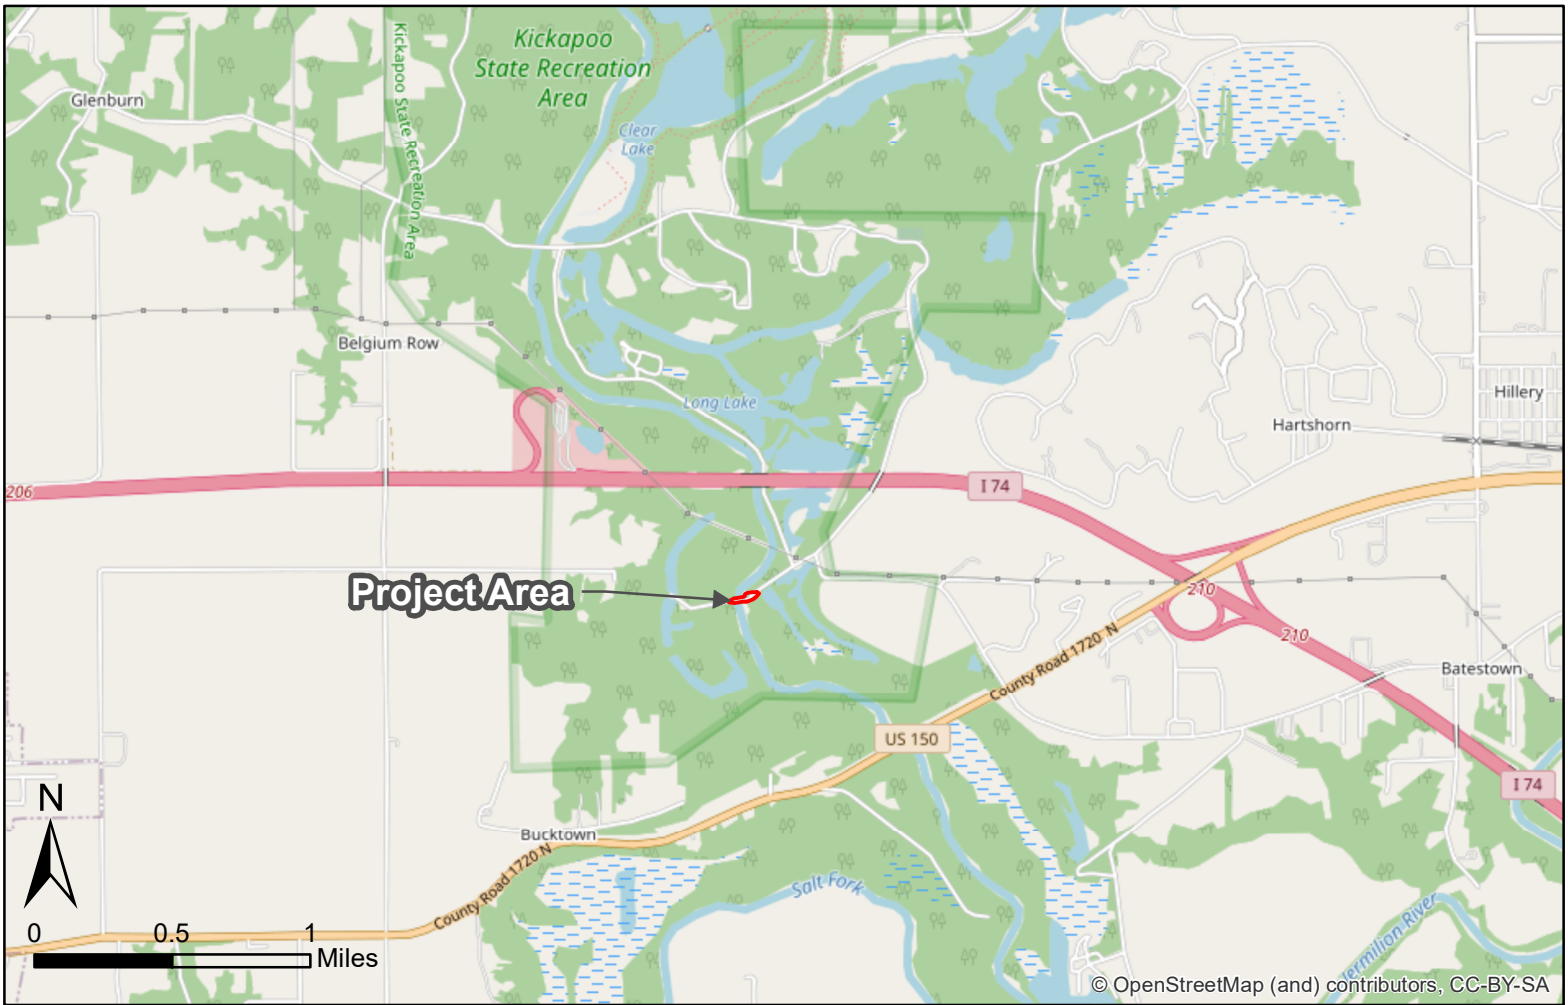 Kickapoo
State Recreation
Area
Kickapoo State Recreation Area
Glenburn
Clear
Lake
Belgium Row
Long Lake
Hillery
Hartshorn
206
I 74
Project Area
210
210
County Road 1720 N
Batestown
US 150
I 74
N
Bucktown
County Road 1720 N
Salt Fork
0 0.5 1
Miles
Vermilion River
© OpenStreetMap (and) contributors, CC-BY-SA